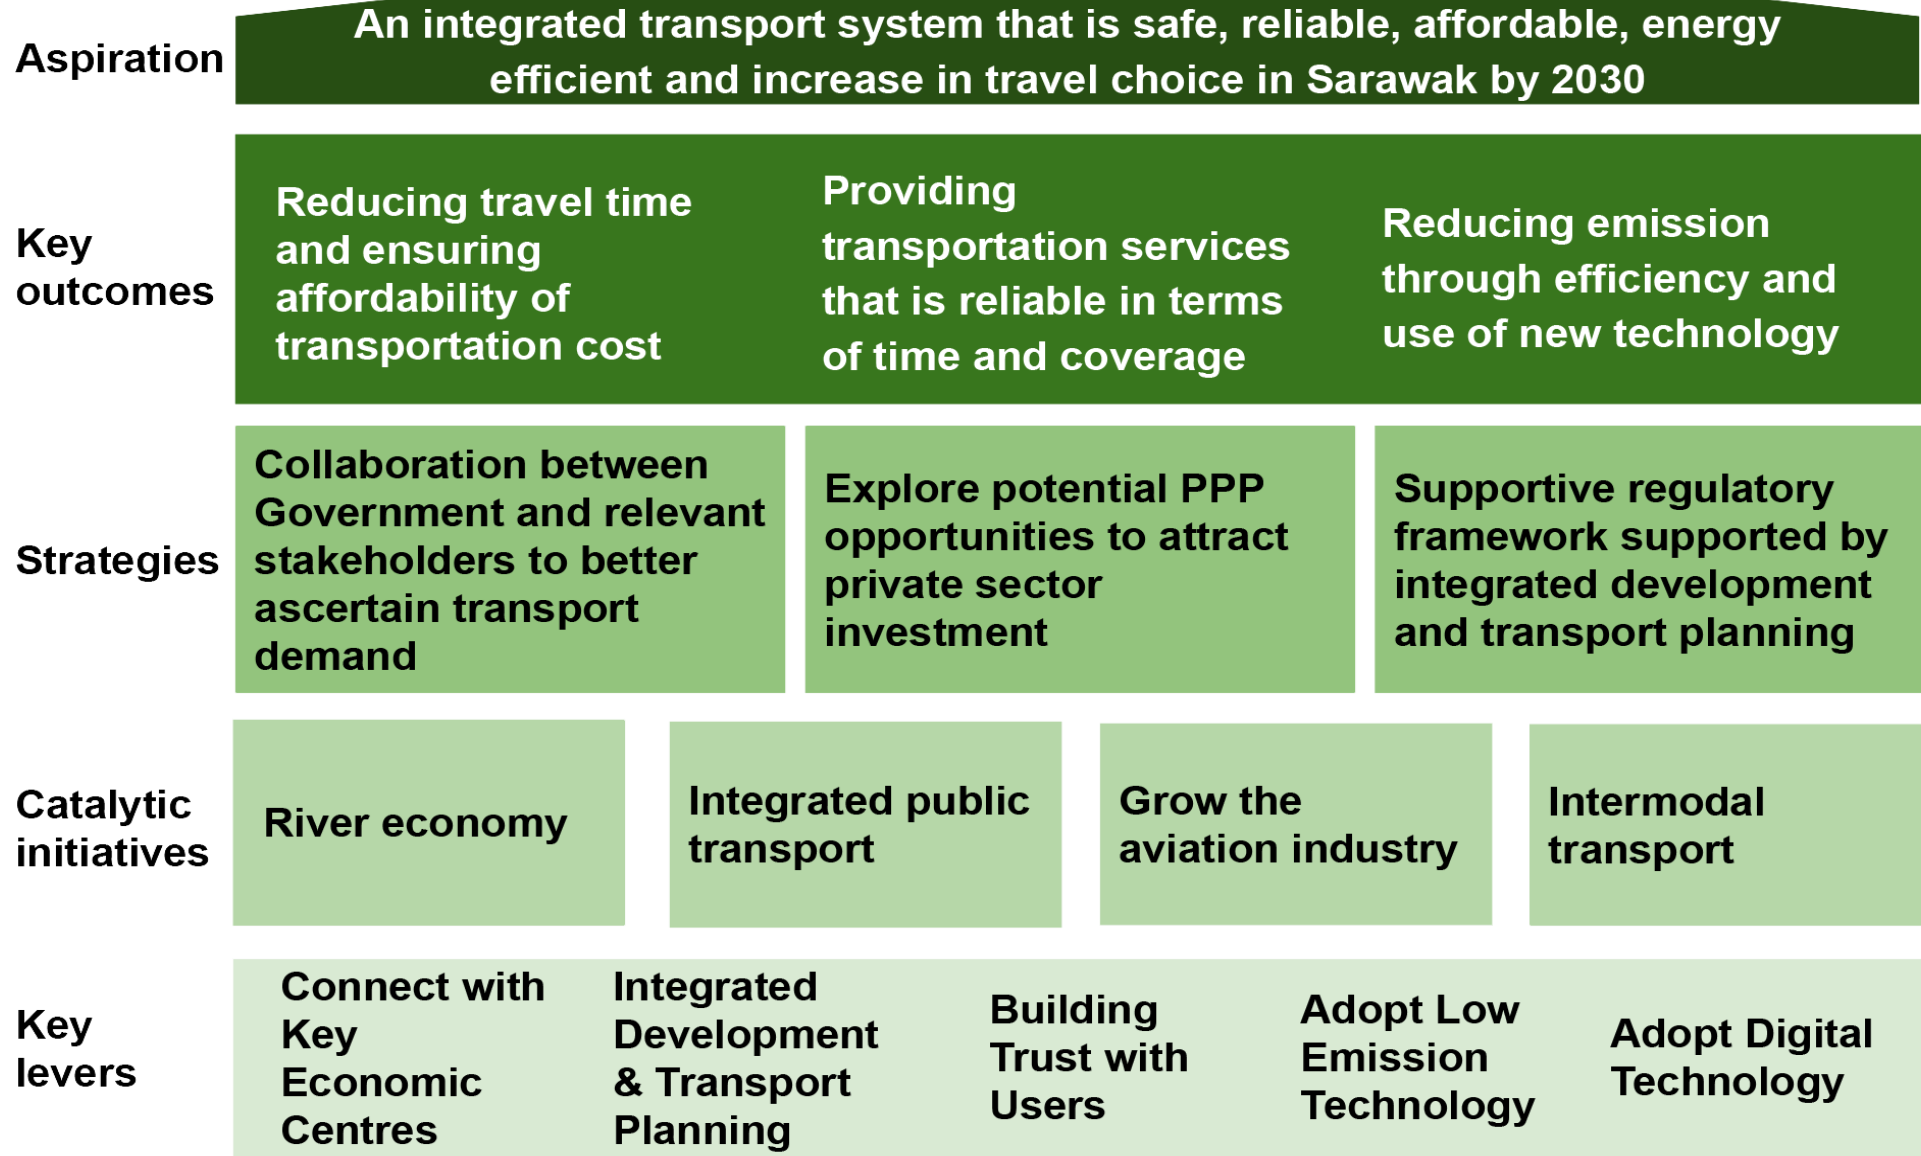 Aspiration
An integrated transport system that is safe, reliable, affordable, energy
efficient and increase in travel choice in Sarawak by 2030
Key
outcomes
Reducing travel time
and ensuring
affordability of
transportation cost
Providing
transportation services
that is reliable in terms
of time and coverage
Reducing emission
through efficiency and
use of new technology
Strategies
Collaboration between
Government and relevant
stakeholders to better
ascertain transport
demand
Explore potential PPP
opportunities to attract
private sector
investment
Supportive regulatory
framework supported by
integrated development
and transport planning
Catalytic
initiatives
River economy
Integrated public
transport
Grow the
aviation industry
Intermodal
transport
Key
levers
Connect with
Key
Economic
Centres
Integrated
Development
& Transport
Planning
Building
Trust with
Users
Adopt Low
Emission
Technology
Adopt Digital
Technology